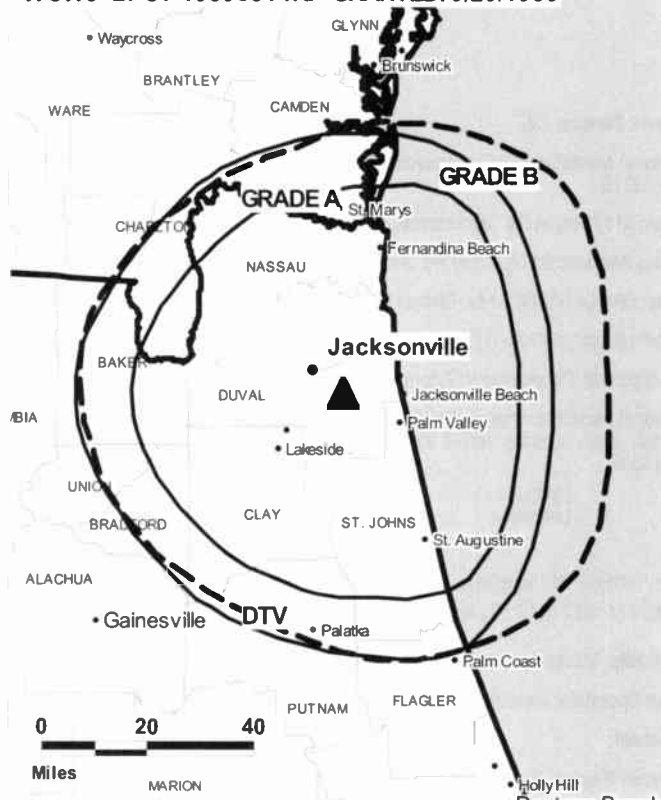 GLYNN
Waycross
Brunswick
BRANTLEY
WARE
CAMDEN
GRADE B
GRADE A
St. Marys
CHARLTON
Fernandina Beach
NASSAU
Jacksonville
BAKER
DUVAL
Jacksonville Beach
Palm Valley
Lakeside
UNION
CLAY
BRADFORD
ST. JOHNS
St. Augustine
ALACHUA
Gainesville
DTV
Palatka
Palm Coast
FLAGLER
PUTNAM
0 20 40
Miles
MARION
Holly Hill